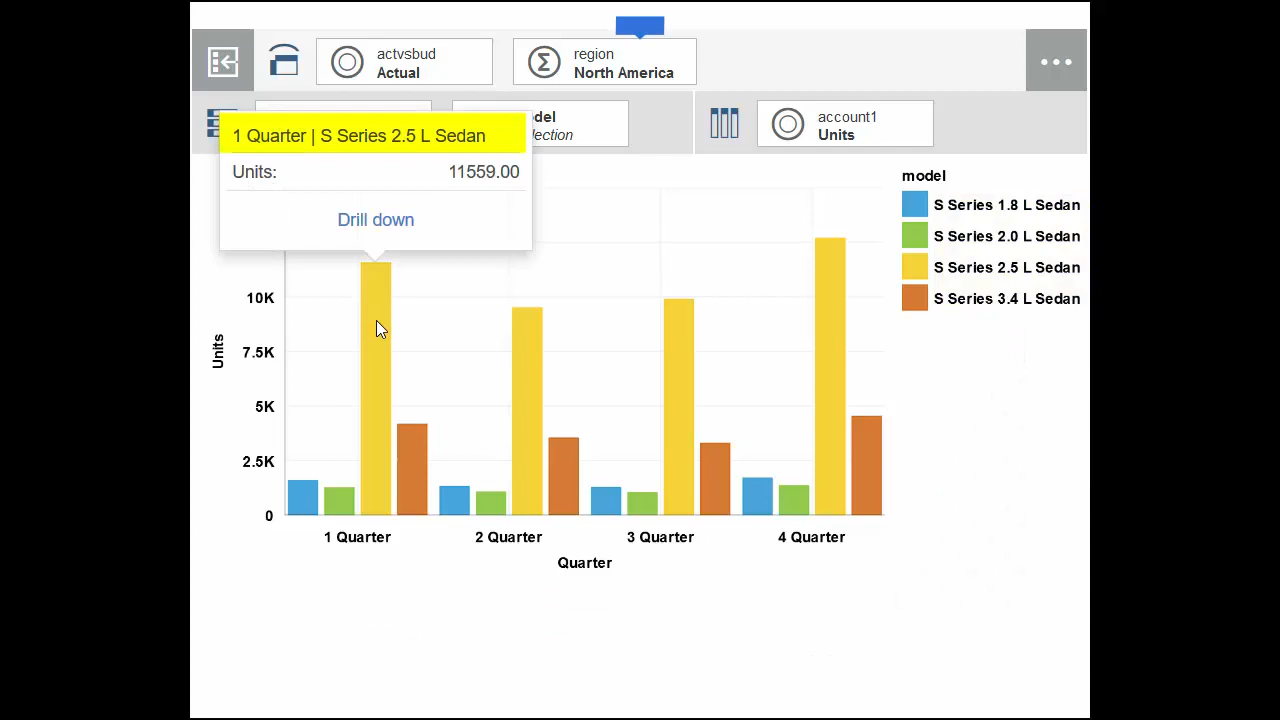 actvsbud
Actual
region
North America
1 Quarter | S Series 2.5 L Sedan
Units: 11559.00
Drill down
account1
Units
model
S Series 1.8 L Sedan
S Series 2.0 L Sedan
S Series 2.5 L Sedan
S Series 3.4 L Sedan
Units
10K
7.5K
5K
2.5K
0
1 Quarter 2 Quarter 3 Quarter 4 Quarter
Quarter